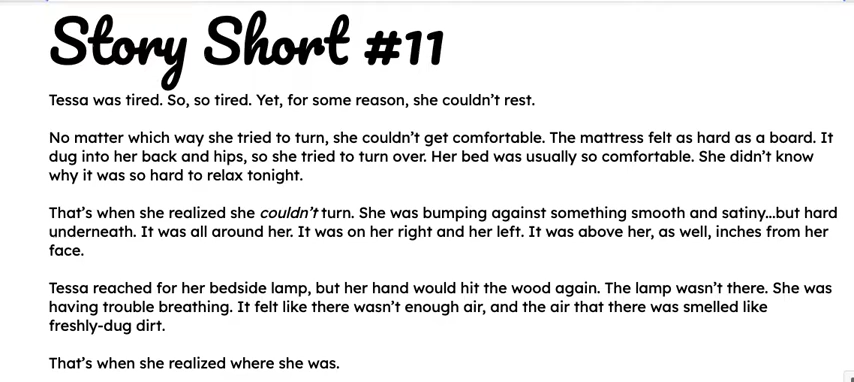 Story Short #11
Tessa was tired. So, so tired. Yet, for some reason, she couldn’t rest.
No matter which way she tried to turn, she couldn’t get comfortable. The mattress felt as hard as a board. It
dug into her back and hips, so she tried to turn over. Her bed was usually so comfortable. She didn’t know
why it was so hard to relax tonight.
That’s when she realized she couldn’t turn. She was bumping against something smooth and satiny...but hard
underneath. It was all around her. It was on her right and her left. It was above her, as well, inches from her
face.
Tessa reached for her bedside lamp, but her hand would hit the wood again. The lamp wasn’t there. She was
having trouble breathing. It felt like there wasn’t enough air, and the air that there was smelled like
freshly-dug dirt.
That’s when she realized where she was.